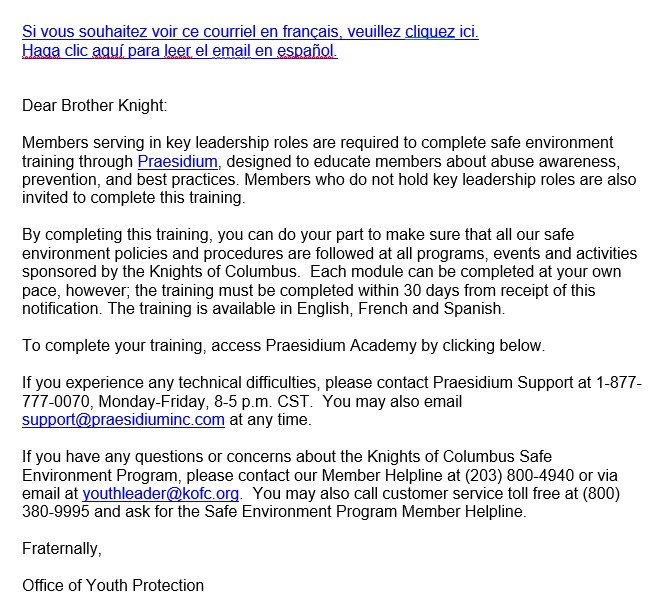 Si vous souhaitez voir ce courriel en français, veuillez cliquez ici.
Haga clic aquí para leer el email en español.
Dear Brother Knight:
Members serving in key leadership roles are required to complete safe environment
training through Praesidium, designed to educate members about abuse awareness,
prevention, and best practices. Members who do not hold key leadership roles are also
invited to complete this training.
By completing this training, you can do your part to make sure that all our safe
environment policies and procedures are followed at all programs, events and activities
sponsored by the Knights of Columbus.  Each module can be completed at your own
pace, however; the training must be completed within 30 days from receipt of this
notification. The training is available in English, French and Spanish.
To complete your training, access Praesidium Academy by clicking below.
If you experience any technical difficulties, please contact Praesidium Support at 1-877-
777-0070, Monday-Friday, 8-5 p.m. CST.  You may also email
support@praesidiuminc.com at any time.
If you have any questions or concerns about the Knights of Columbus Safe
Environment Program, please contact our Member Helpline at (203) 800-4940 or via
email at youthleader@kofc.org.  You may also call customer service toll free at (800)
380-9995 and ask for the Safe Environment Program Member Helpline.
Fraternally,
Office of Youth Protection